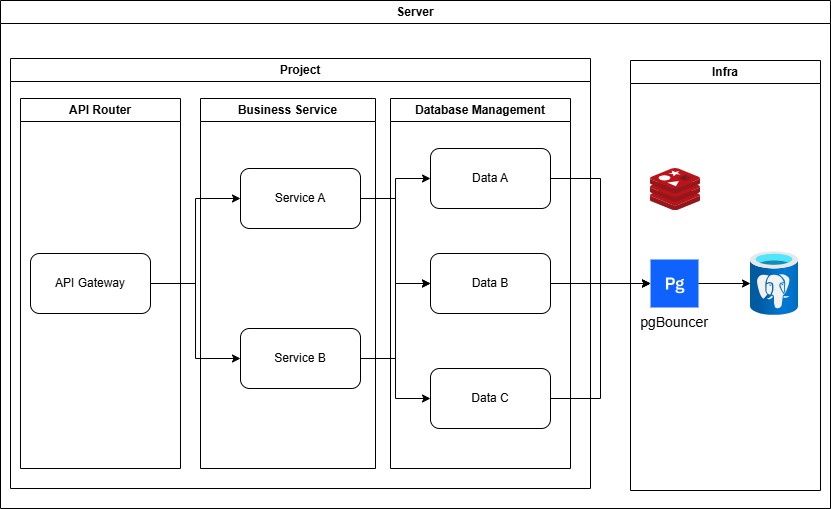 Server
Project
Infra
API Router
Business Service
Database Management
API Gateway
Service A
Service B
Data A
Data B
Data C
Pg
pgBouncer